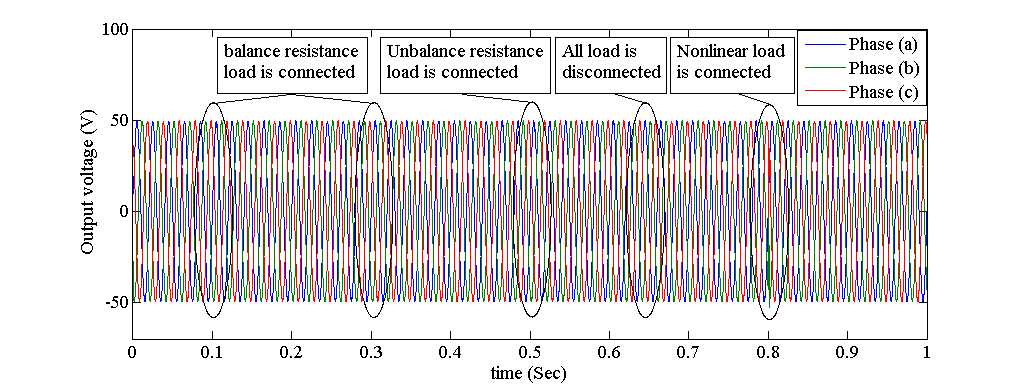 100
50
0
-50
Output voltage (V)
balance resistance
load is connected
Unbalance resistance
load is connected
All load is
disconnected
Nonlinear load
is connected
Phase (a)
Phase (b)
Phase (c)
0 0.1 0.2 0.3 0.4 0.5 0.6 0.7 0.8 0.9 1
time (Sec)